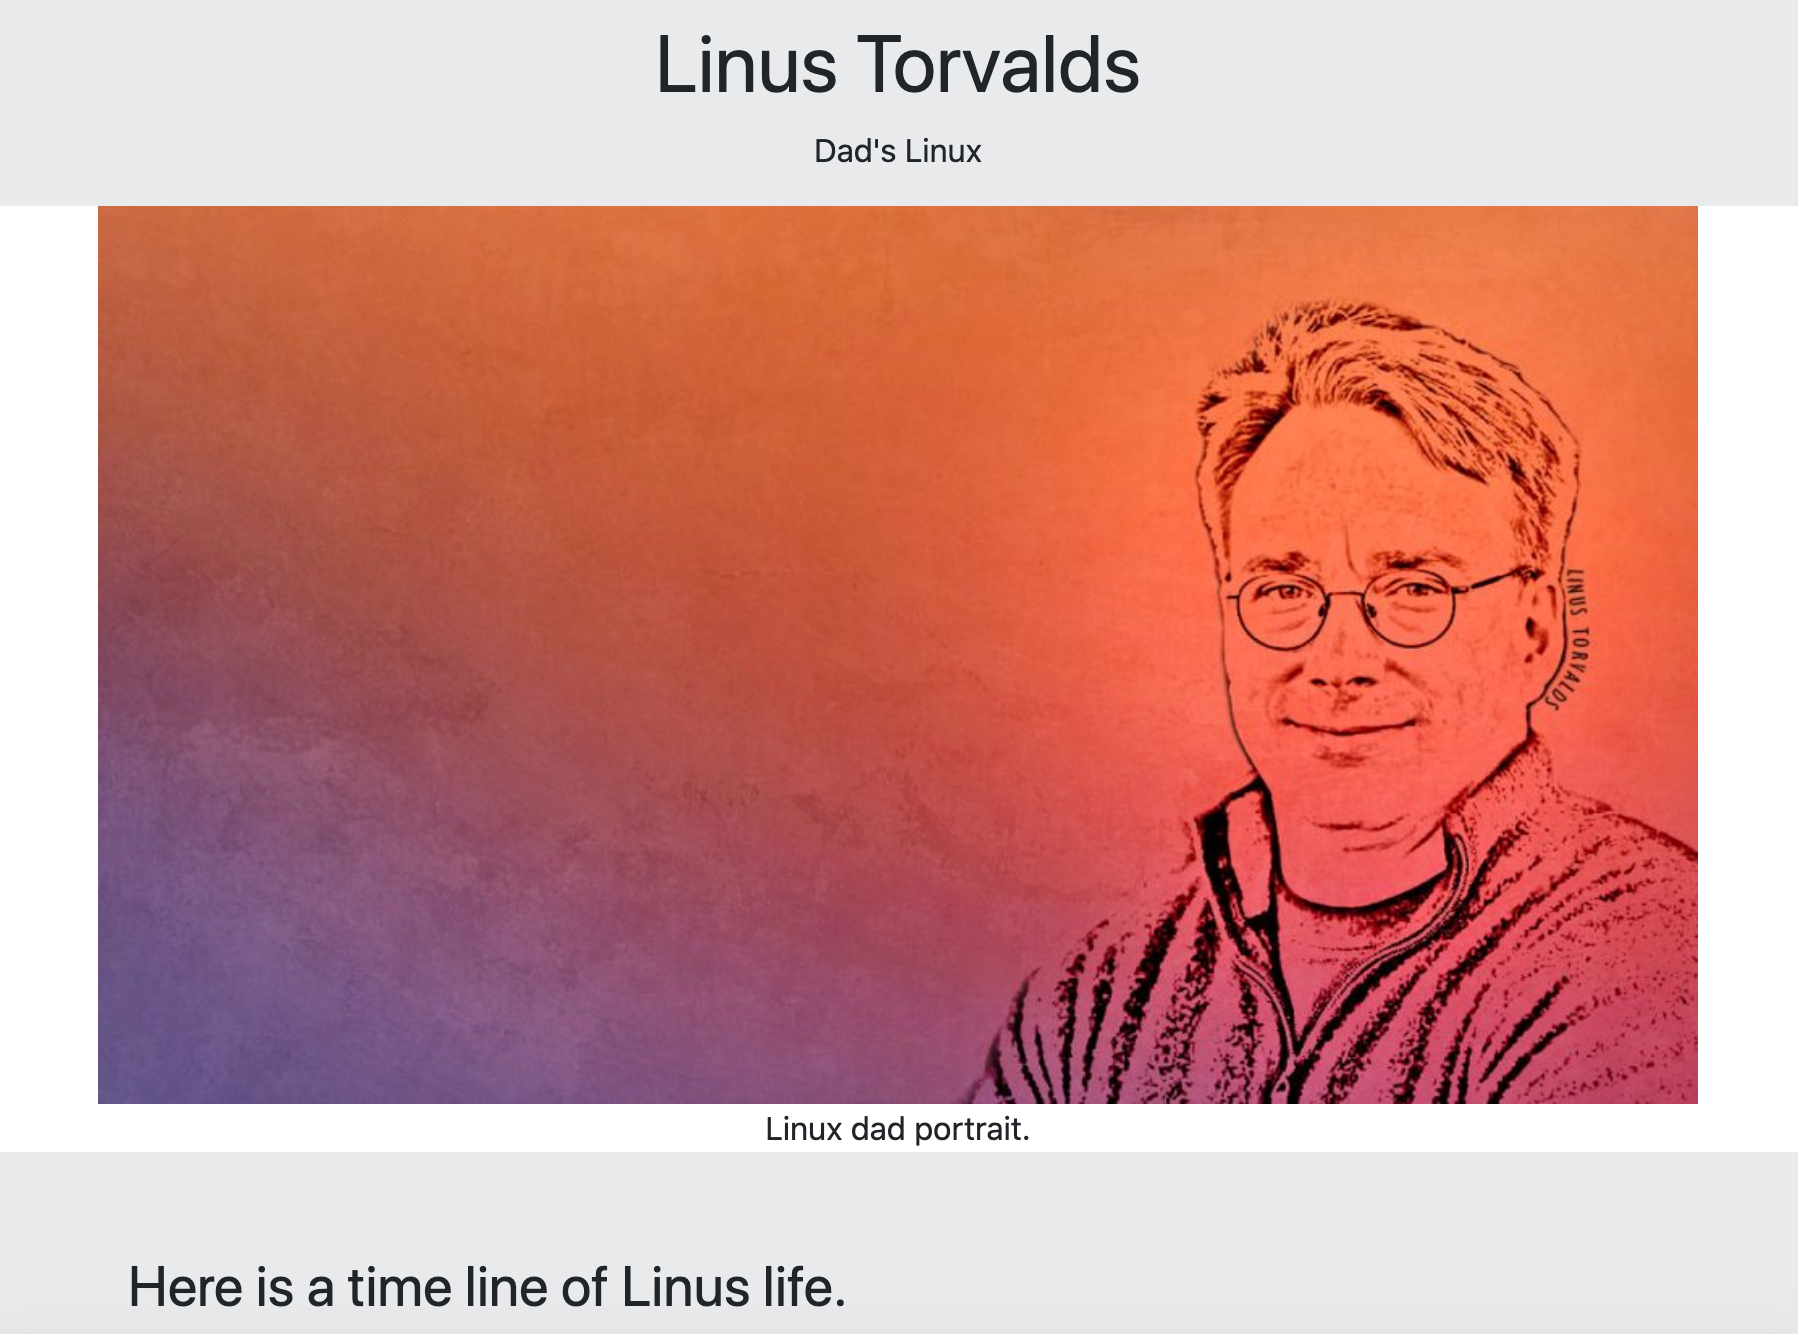 Linus Torvalds
Dad's Linux
LINUS TORVALDS
Linux dad portrait.
Here is a time line of Linus life.